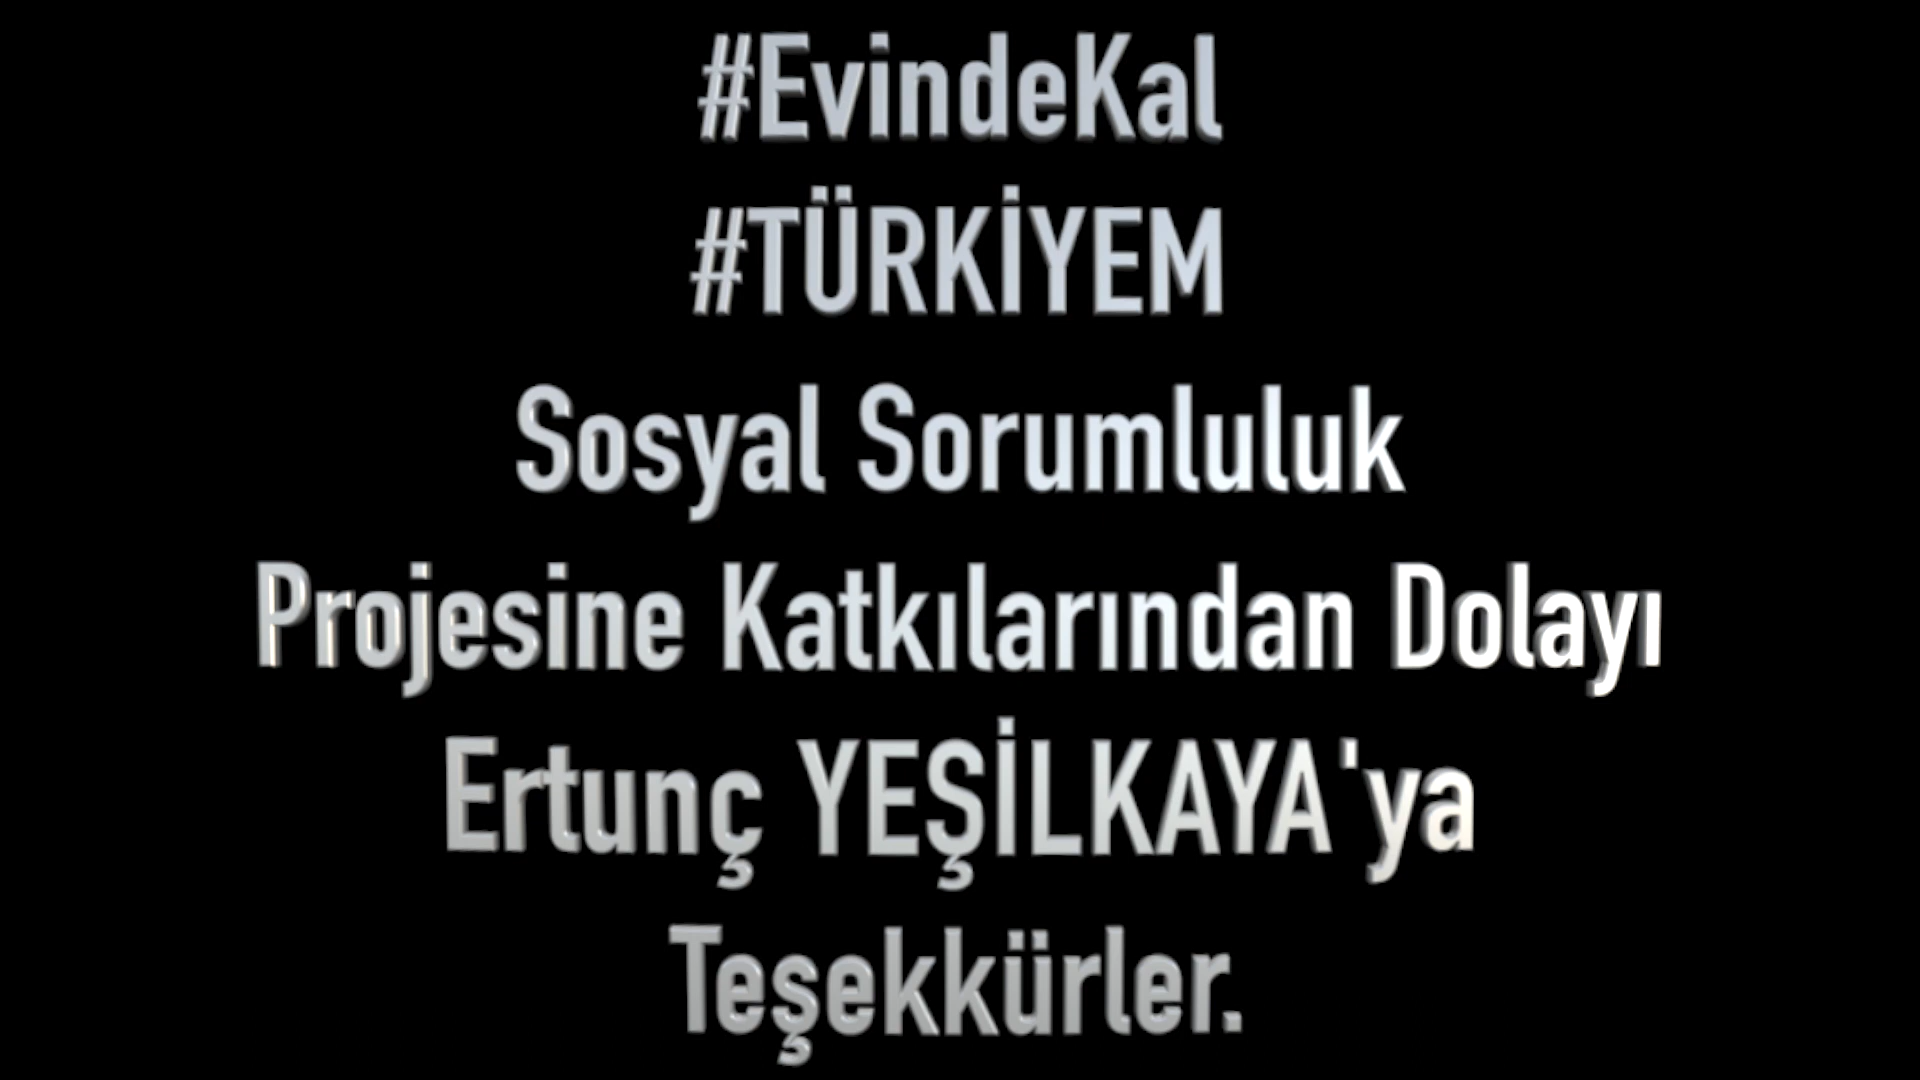 #EvindeKal
#TÜRKİYEM
Sosyal Sorumluluk
Projesine Katkılarından Dolayı
Ertunç YEŞİLKAYA'ya
Teşekkürler.